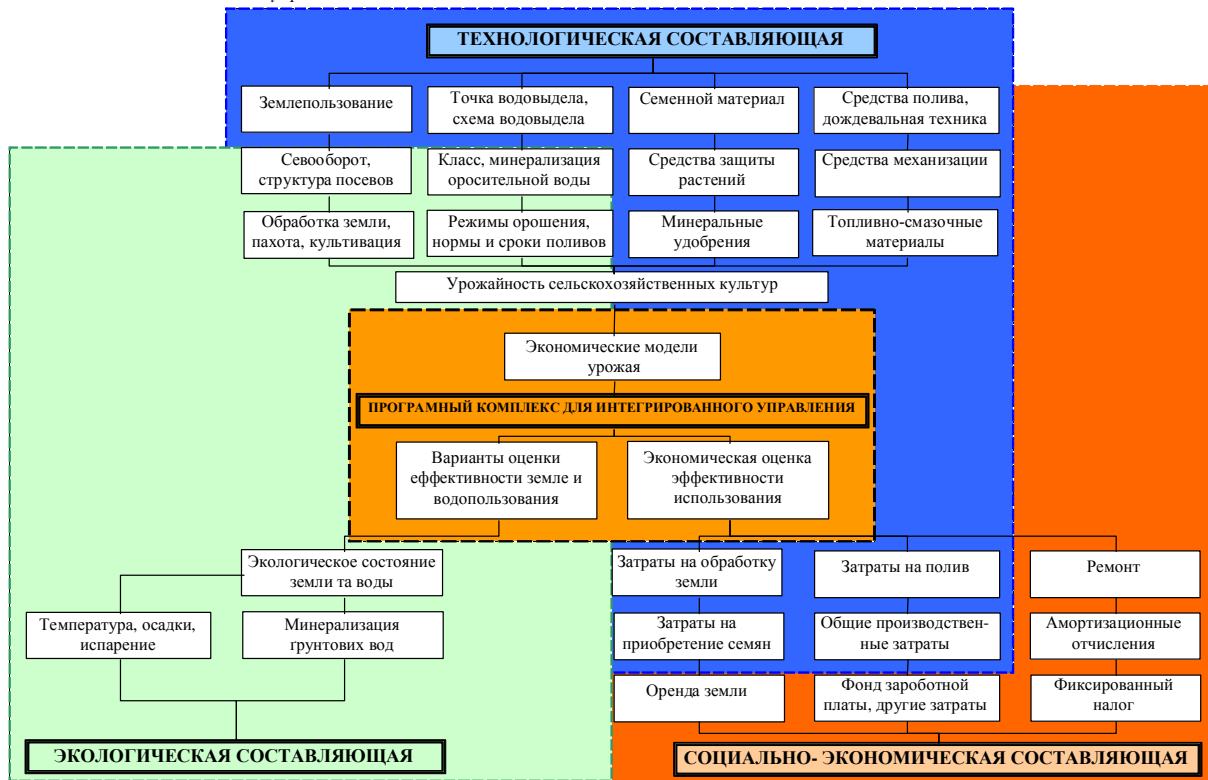 ТЕХНОЛОГИЧЕСКАЯ СОСТАВЛЯЮЩАЯ
Землепользование
Точка водовыдела,
схема водовыдела
Семенной материал
Средства полива,
дождевальная техника
Севооборот,
структура посевов
Класс, минерализация
оросительной воды
Средства защиты
растений
Средства механизации
Обработка земли,
пахота, культивация
Режимы орошения,
нормы и сроки поливов
Минеральные
удобрения
Топливно-смазочные
материалы
Урожайность сельскохозяйственных культур
Экономические модели
урожая
ПРОГРАМНЫЙ КОМПЛЕКС ДЛЯ ИНТЕГРИРОВАННОГО УПРАВЛЕНИЯ
Варианты оценки
еффективности земле и
водопользования
Экономическая оценка
эффективности
использования
Экологическое состояние
земли та воды
Затраты на обработку
земли
Затраты на полив
Ремонт
Температура, осадки,
испарение
Минерализация
ґрунтових вод
Затраты на
приобретение семян
Общие производствен-
ные затраты
Амортизационные
отчисления
Оренда земли
Фонд зароботной
платы, другие затраты
Фиксированный
налог
ЭКОЛОГИЧЕСКАЯ СОСТАВЛЯЮЩАЯ
СОЦИАЛЬНО- ЭКОНОМИЧЕСКАЯ СОСТАВЛЯЮЩАЯ